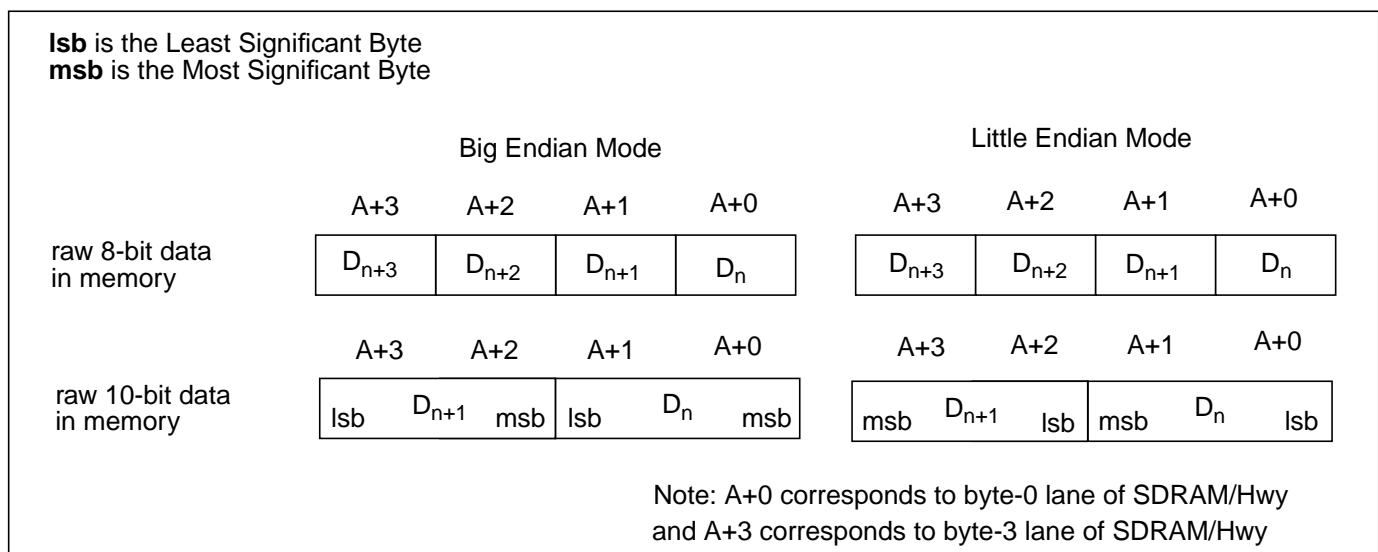 lsb is the Least Significant Byte
msb is the Most Significant Byte
Big Endian Mode
Little Endian Mode
A+3 A+2 A+1 A+0 A+3 A+2 A+1 A+0
raw 8-bit data
in memory
Dn+3 Dn+2 Dn+1 Dn Dn+3 Dn+2 Dn+1 Dn
A+3 A+2 A+1 A+0 A+3 A+2 A+1 A+0
raw 10-bit data
in memory
lsb Dn+1 msb lsb Dn msb msb Dn+1 lsb msb Dn lsb
Note: A+0 corresponds to byte-0 lane of SDRAM/Hwy
and A+3 corresponds to byte-3 lane of SDRAM/Hwy